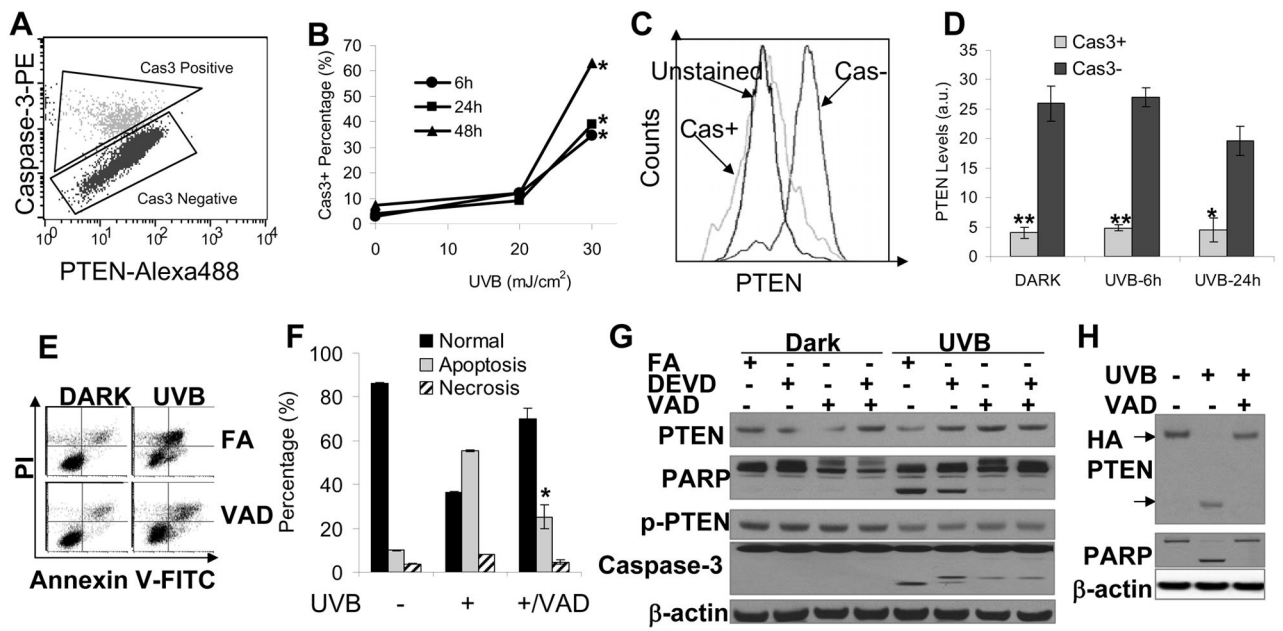 A
Caspase-3-PE
Cas3 Positive
Cas3 Negative
10⁰ 10¹ 10² 10³ 10⁴
PTEN-Alexa488
B
Cas3+ Percentage (%)
70
60
50
40
30
20
10
0
6h
24h
48h
*
*
*
0 10 20 30
UVB (mJ/cm²)
C
Counts
Unstained
Cas-
Cas+
PTEN
D
PTEN Levels (a.u.)
35
30
25
20
15
10
5
0
Cas3+
Cas3-
** ** *
DARK UVB-6h UVB-24h
E
DARK UVB
FA
VAD
PI
Annexin V-FITC
F
Percentage (%)
100
80
60
40
20
0
Normal
Apoptosis
Necrosis
*
UVB - + +/VAD
G
Dark UVB
FA + - - - + - - -
DEVD - + - + - + - +
VAD - - + + - - + +
PTEN
PARP
p-PTEN
Caspase-3
β-actin
H
UVB - + +
VAD - - +
HA
PTEN
PARP
β-actin